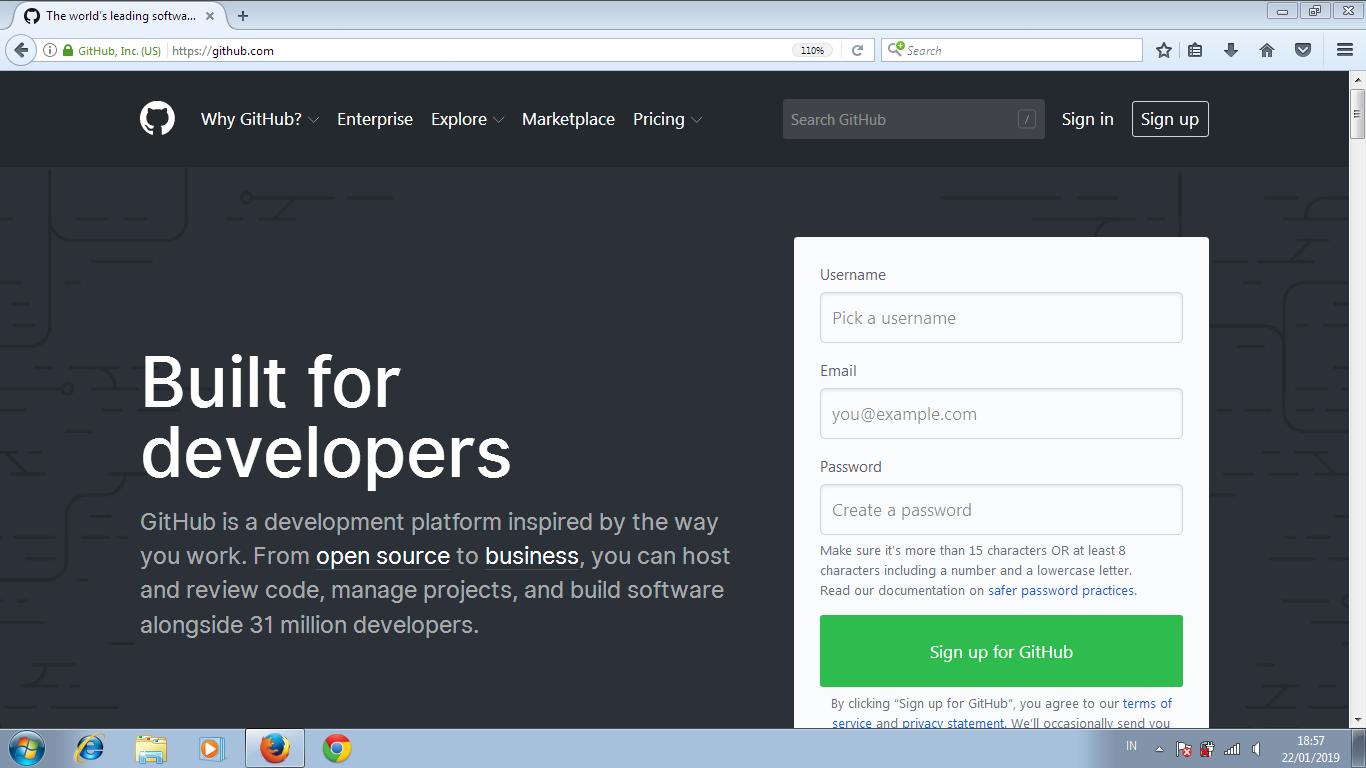 The world's leading softwa...
GitHub, Inc. (US)
https://github.com
110%
Search
Why GitHub?
Enterprise
Explore
Marketplace
Pricing
Search GitHub
/
Sign in
Sign up
Built for
developers
GitHub is a development platform inspired by the way
you work. From open source to business, you can host
and review code, manage projects, and build software
alongside 31 million developers.
Username
Pick a username
Email
you@example.com
Password
Create a password
Make sure it's more than 15 characters OR at least 8
characters including a number and a lowercase letter.
Read our documentation on safer password practices.
Sign up for GitHub
By clicking “Sign up for GitHub”, you agree to our terms of
service and privacy statement. We'll occasionally send you
IN
18:57
22/01/2019